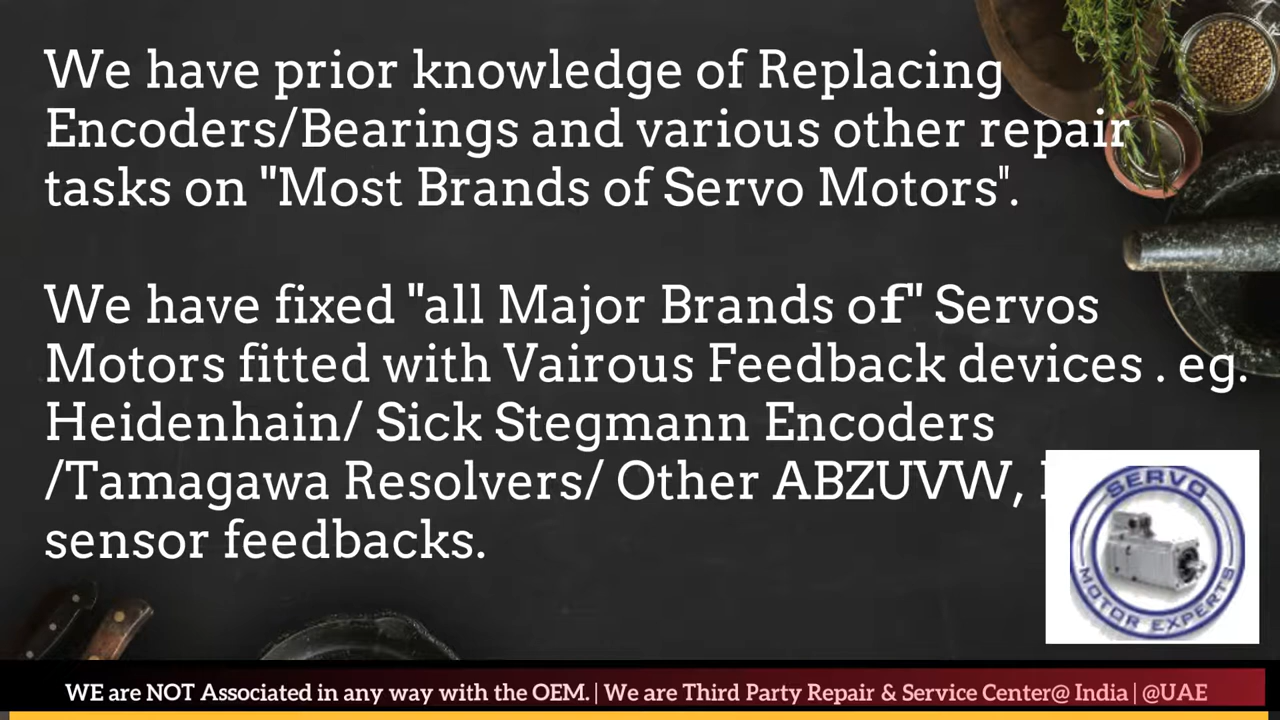 We have prior knowledge of Replacing
Encoders/Bearings and various other repair
tasks on "Most Brands of Servo Motors".
We have fixed "all Major Brands of" Servos
Motors fitted with Vairous Feedback devices . eg.
Heidenhain/ Sick Stegmann Encoders
/Tamagawa Resolvers/ Other ABZUVW,
sensor feedbacks.
SERVO
MOTOR EXPERTS
WE are NOT Associated in any way with the OEM. | We are Third Party Repair & Service Center@ India | @UAE